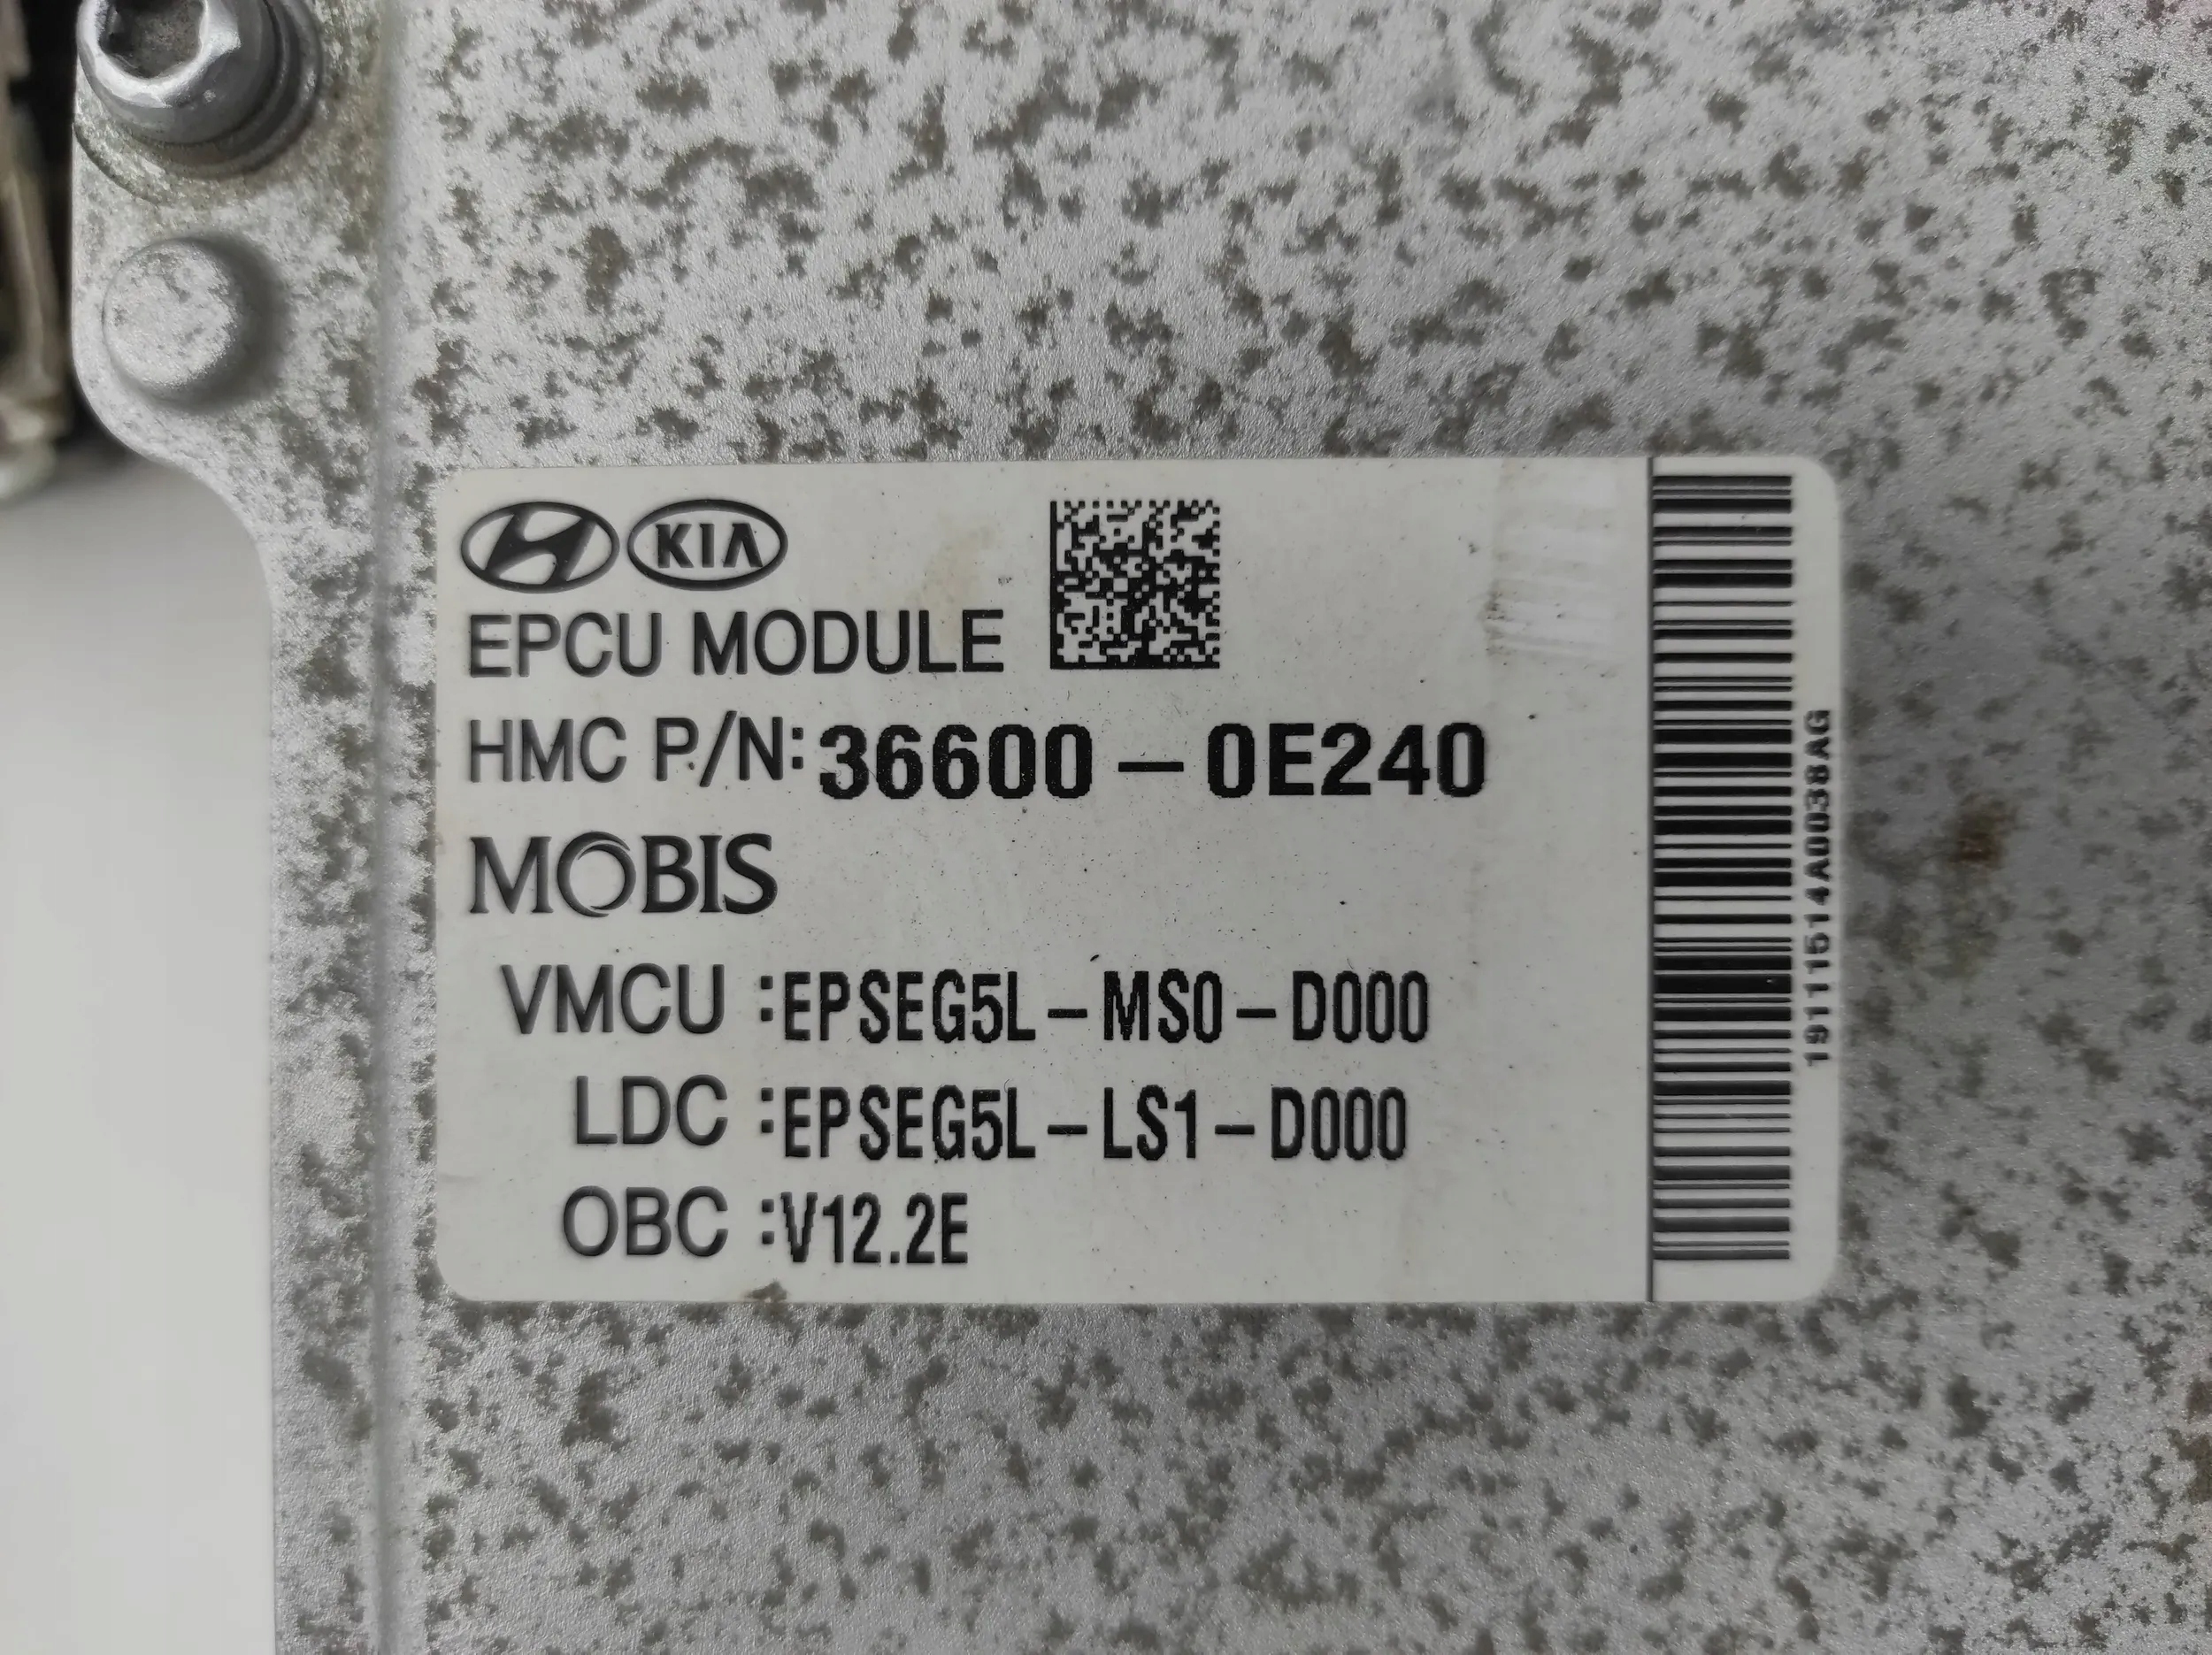 KIA
EPCU MODULE
HMC P/N: 36600-0E240
MOBIS
VMCU :EPSEG5L-MS0-D000
LDC :EPSEG5L-LS1-D000
OBC :V12.2E
19111514A0038AG